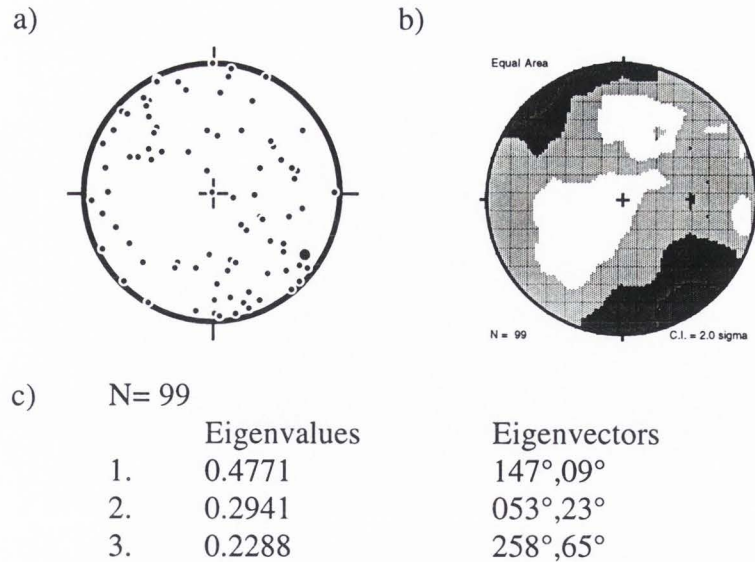 a)
b)
Equal Area
N = 99
C.I. = 2.0 sigma
c) N= 99
Eigenvalues Eigenvectors
1. 0.4771 147°,09°
2. 0.2941 053°,23°
3. 0.2288 258°,65°